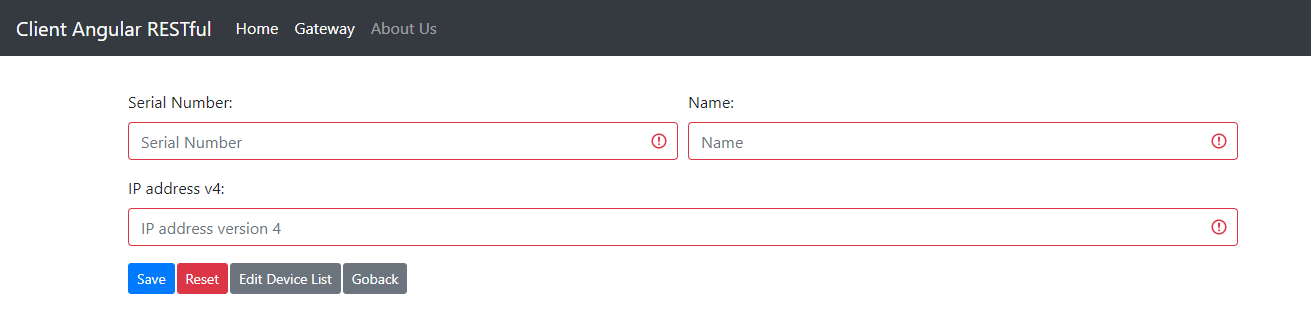 Client Angular RESTful Home Gateway About Us
Serial Number: Name:
Serial Number Name
IP address v4:
IP address version 4
Save Reset Edit Device List Goback